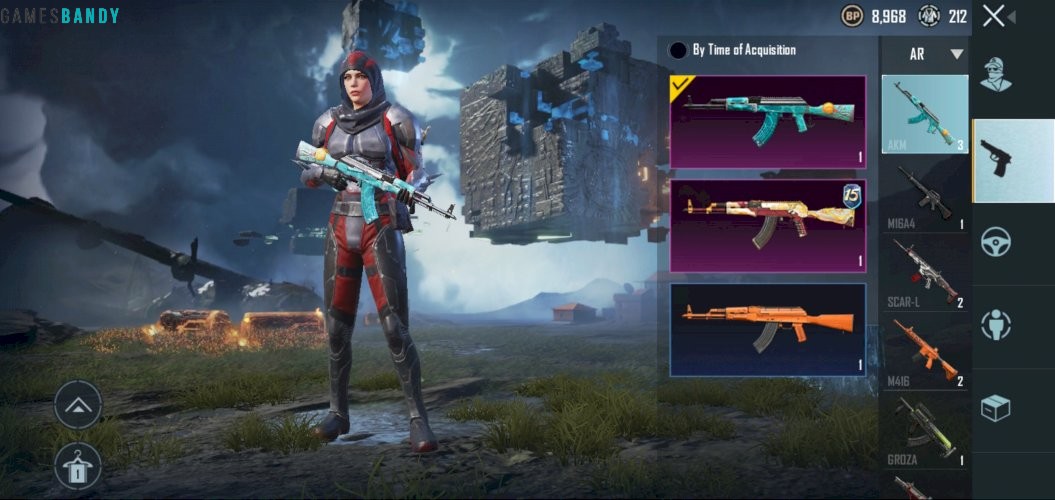 GAMESBANDY
BP 8,968 212
By Time of Acquisition
AR
1
AKM 3
15
1
M16A4 1
SCAR-L 2
1
M416 2
GROZA 1
1